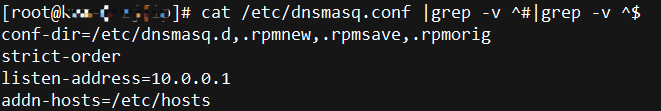 [root@ ]# cat /etc/dnsmasq.conf |grep -v ^#|grep -v ^$
conf-dir=/etc/dnsmasq.d,.rpmnew,.rpmsave,.rpmorig
strict-order
listen-address=10.0.0.1
addn-hosts=/etc/hosts